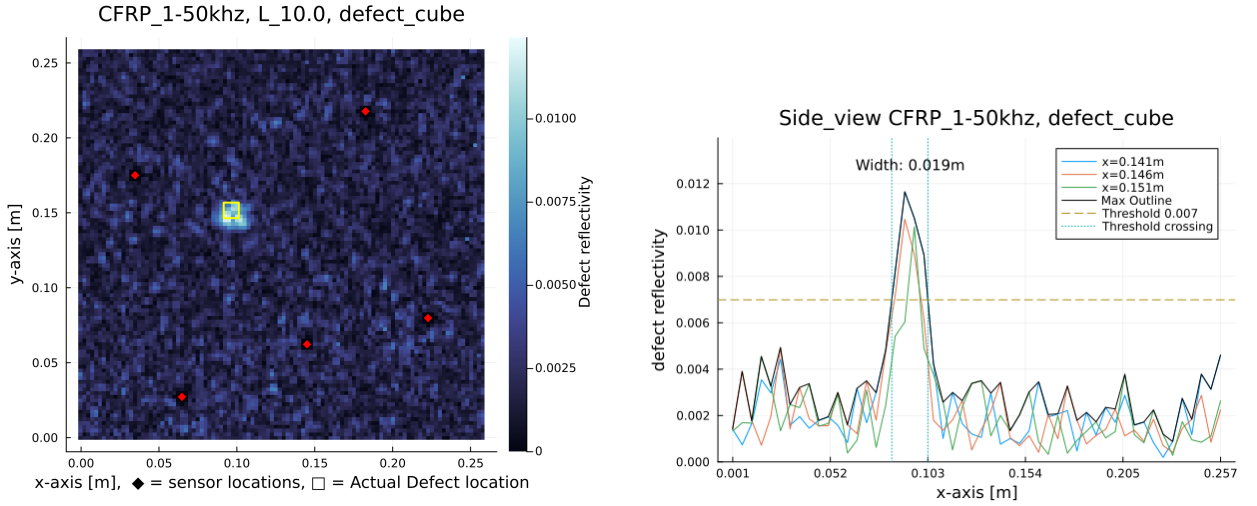 CFRP_1-50khz, L_10.0, defect_cube
0.25
0.20
0.15
0.10
0.05
0.00
y-axis [m]
0.00 0.05 0.10 0.15 0.20 0.25
x-axis [m], ◆ = sensor locations, □ = Actual Defect location
0.0100
0.0075
0.0050
0.0025
0
Defect reflectivity
Side_view CFRP_1-50khz, defect_cube
Width: 0.019m
x=0.141m
x=0.146m
x=0.151m
Max Outline
Threshold 0.007
Threshold crossing
0.012
0.010
0.008
0.006
0.004
0.002
0.000
defect reflectivity
0.001 0.052 0.103 0.154 0.205 0.257
x-axis [m]